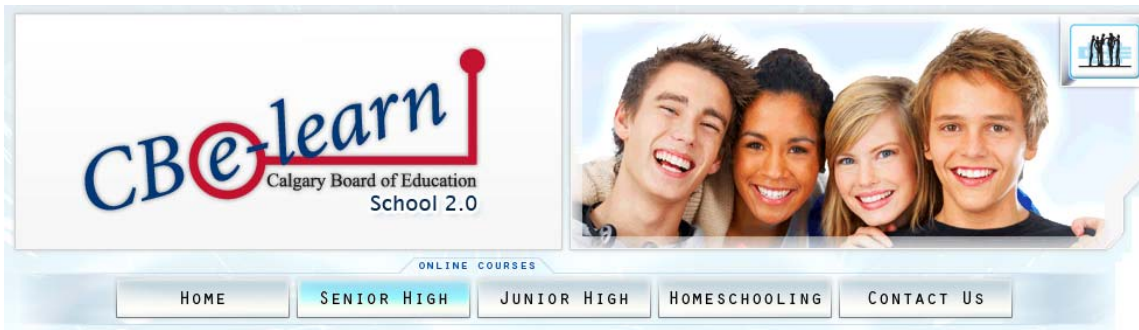 CBe-learn
Calgary Board of Education
School 2.0
ONLINE COURSES
HOME
SENIOR HIGH
JUNIOR HIGH
HOMESCHOOLING
CONTACT US